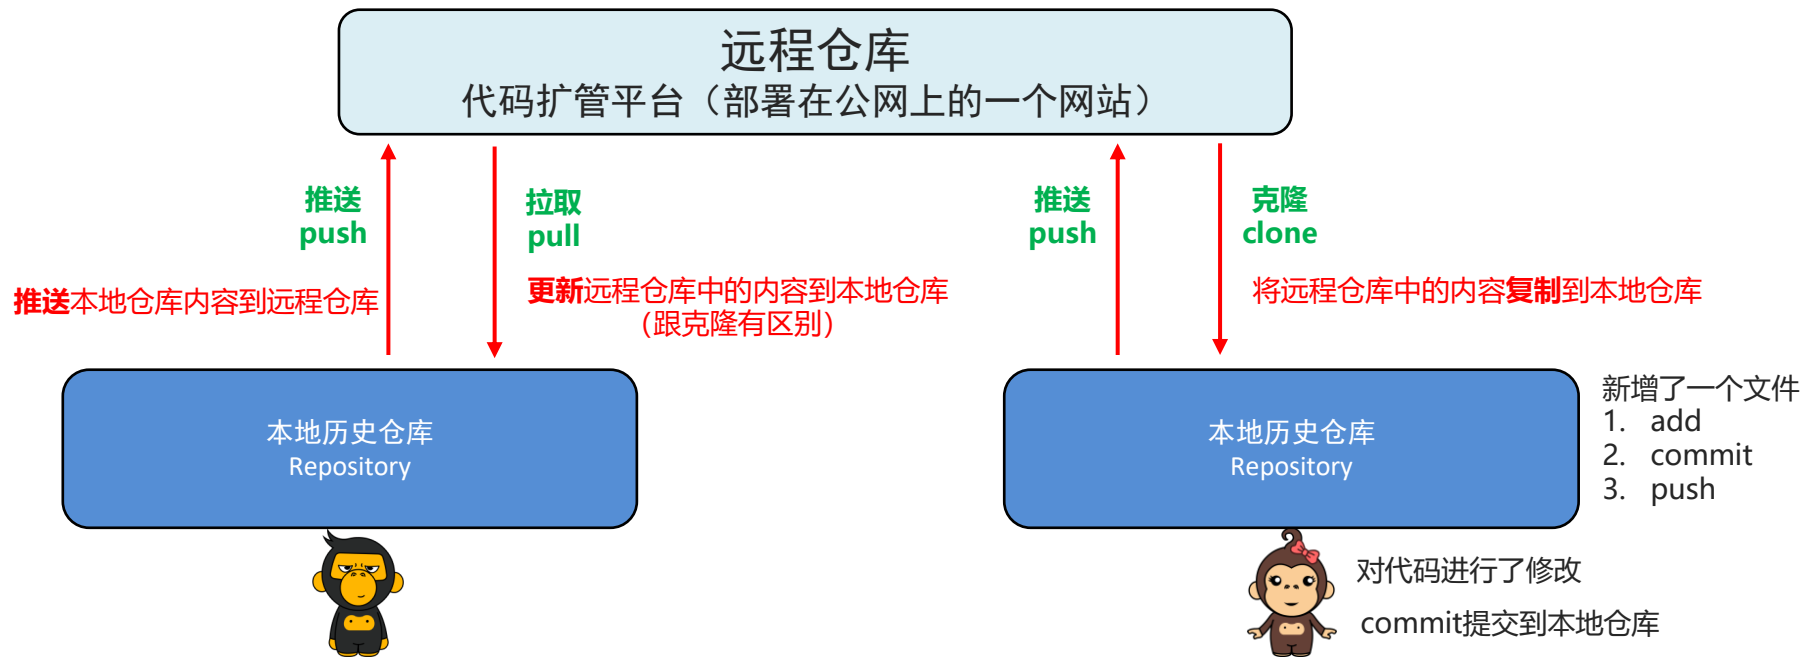 远程仓库
代码扩管平台（部署在公网上的一个网站）
推送
push
拉取
pull
推送
push
克隆
clone
推送本地仓库内容到远程仓库
更新远程仓库中的内容到本地仓库
（跟克隆有区别）
将远程仓库中的内容复制到本地仓库
本地历史仓库
Repository
本地历史仓库
Repository
新增了一个文件
1. add
2. commit
3. push
对代码进行了修改
commit提交到本地仓库